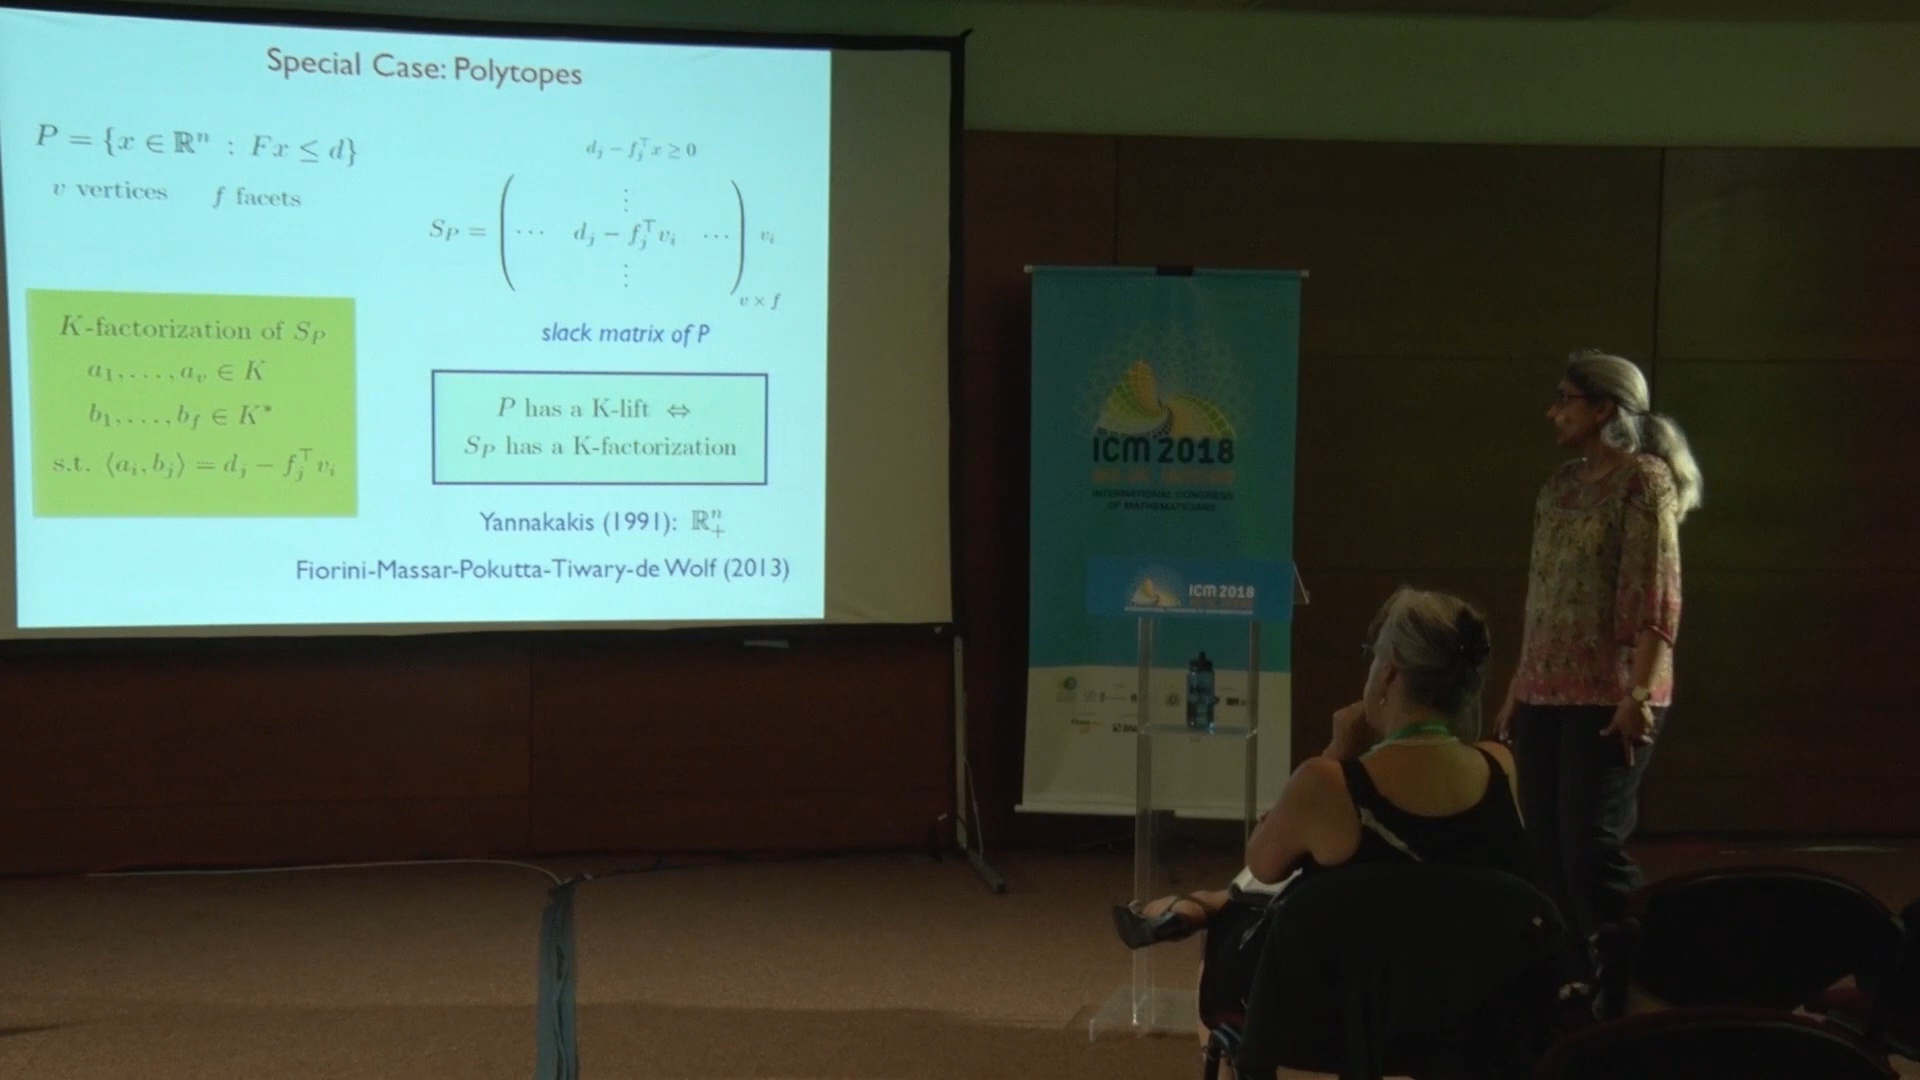 Special Case: Polytopes
P = {x ∈ ℝⁿ : Fx ≤ d}
v vertices f facets
d_j − f_j^⊤ x ≥ 0
S_P = ( ⋯ d_j − f_j^⊤ v_i ⋯ ) v_i
v × f
slack matrix of P
K-factorization of S_P
a_1, …, a_v ∈ K
b_1, …, b_f ∈ K*
s.t. ⟨a_i, b_j⟩ = d_j − f_j^⊤ v_i
P has a K-lift ⇔
S_P has a K-factorization
Yannakakis (1991): ℝ₊ⁿ
Fiorini-Massar-Pokutta-Tiwary-de Wolf (2013)
ICM 2018
INTERNATIONAL CONGRESS
OF MATHEMATICIANS
ICM 2018